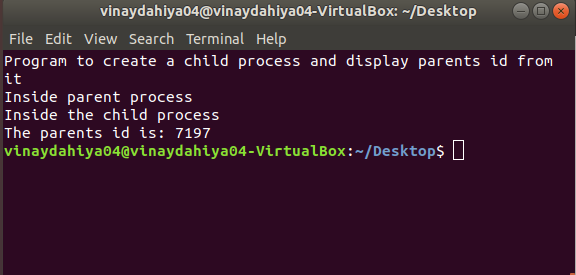 vinaydahiya04@vinaydahiya04-VirtualBox: ~/Desktop
File Edit View Search Terminal Help
Program to create a child process and display parents id from
it
Inside parent process
Inside the child process
The parents id is: 7197
vinaydahiya04@vinaydahiya04-VirtualBox:~/Desktop$